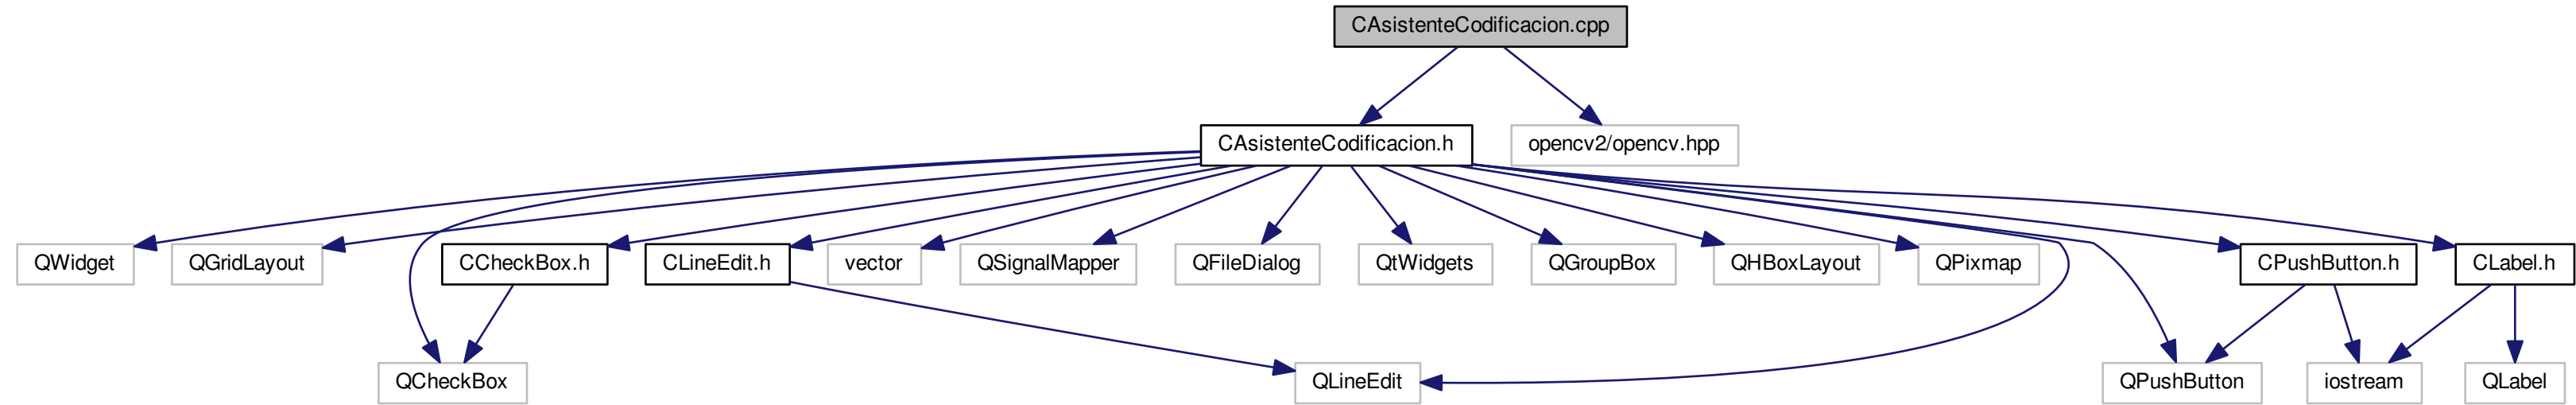 CAsistenteCodificacion.cpp
CAsistenteCodificacion.h
opencv2/opencv.hpp
QWidget
QGridLayout
CCheckBox.h
CLineEdit.h
vector
QSignalMapper
QFileDialog
QtWidgets
QGroupBox
QHBoxLayout
QPixmap
CPushButton.h
CLabel.h
QCheckBox
QLineEdit
QPushButton
iostream
QLabel